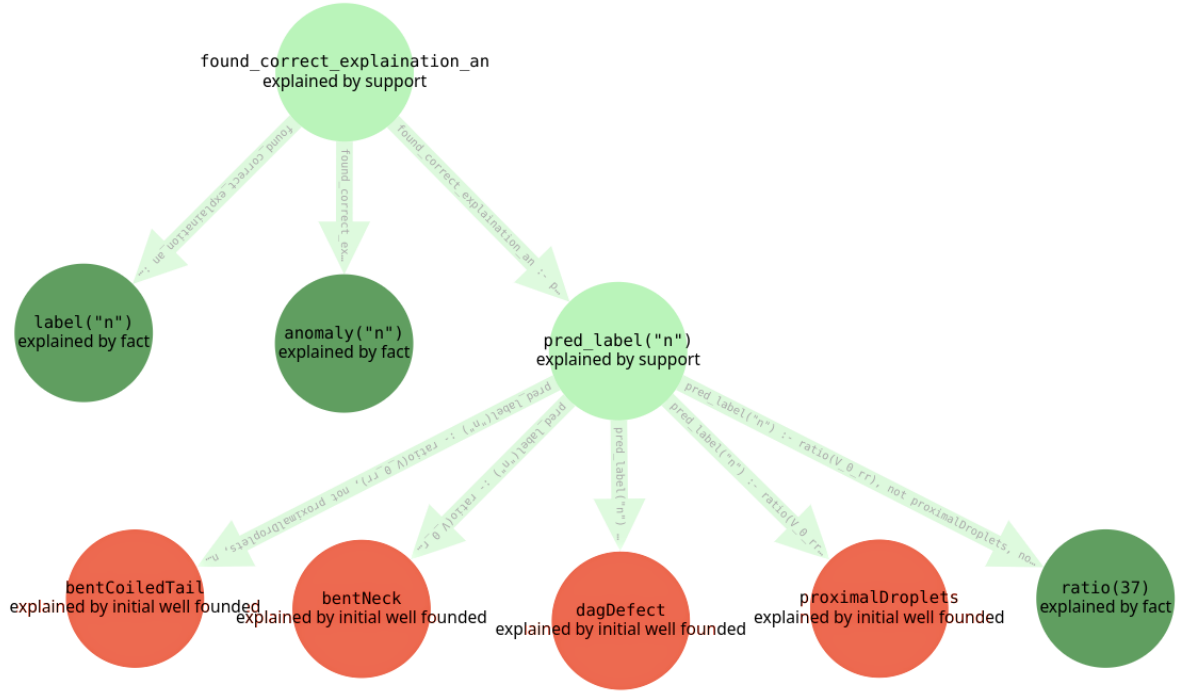 found_correct_explaination_an
explained by support
found_correct_explaination_an :-…
found_correct_ex…
found_correct_explaination_an :- p…
label("n")
explained by fact
anomaly("n")
explained by fact
pred_label("n")
explained by support
pred_label("n") :- ratio(V_0_rr), not proximalDroplets, n…
pred_label("n") :- ratio(V_0_r…
pred_label("n") …
pred_label("n") :- ratio(V_0_rr…
pred_label("n") :- ratio(V_0_rr), not proximalDroplets, no…
bentCoiledTail
explained by initial well founded
bentNeck
explained by initial well founded
dagDefect
explained by initial well founded
proximalDroplets
explained by initial well founded
ratio(37)
explained by fact